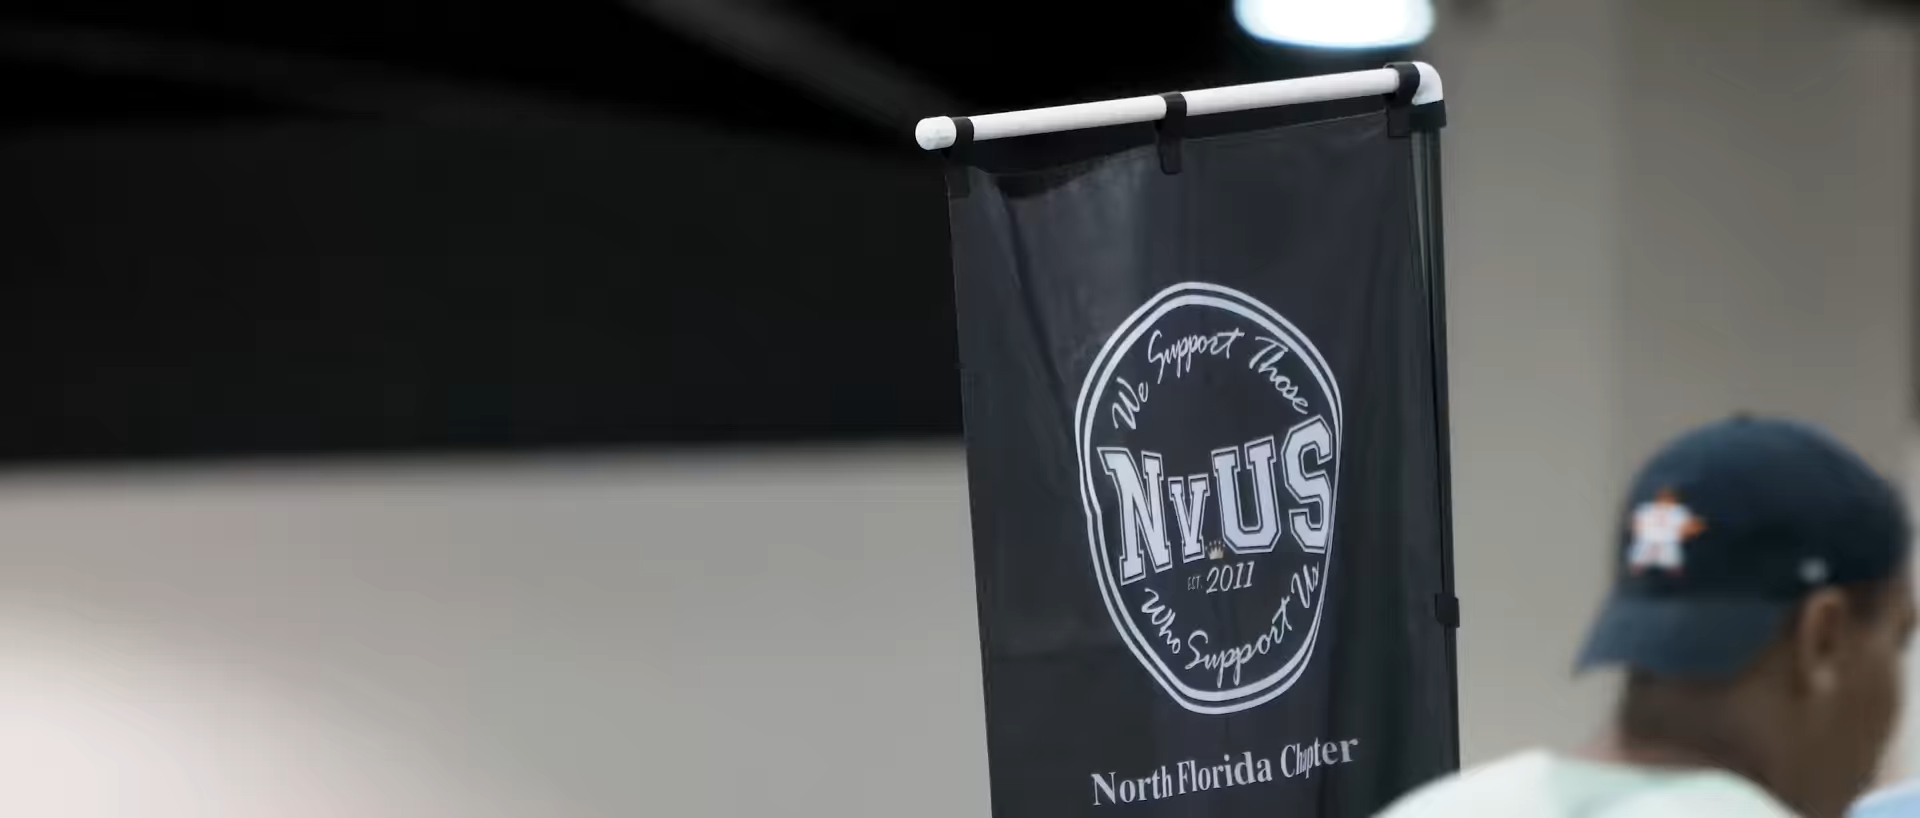 We Support Those
NvUS
EST. 2011
Who Support Us
North Florida Chapter